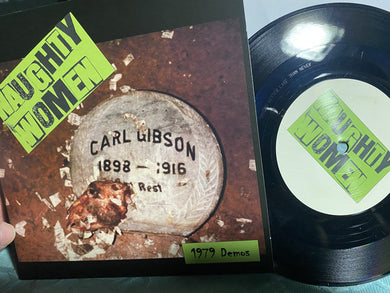 NAUGHTY
WOMEN
CARL GIBSON
1898 — 1916
Rest
1979 Demos
NAUGHTY
WOMEN